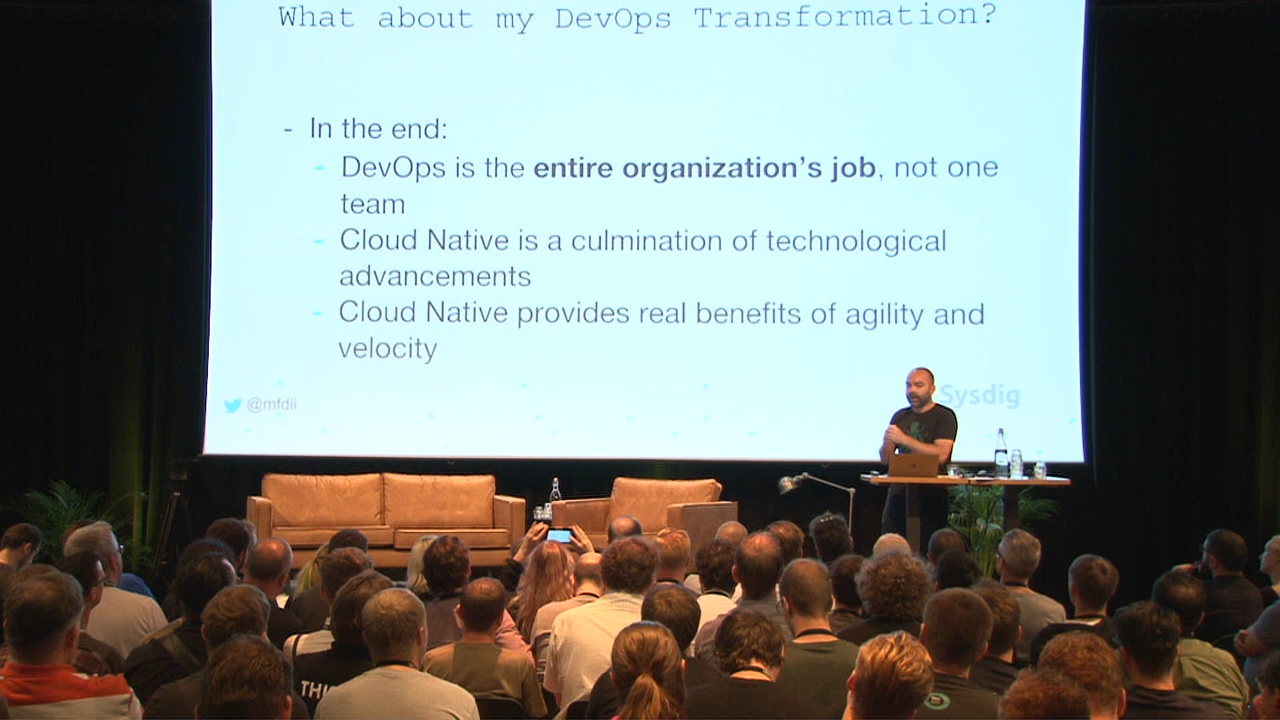 What about my DevOps Transformation?
- In the end:
- DevOps is the entire organization's job, not one
team
- Cloud Native is a culmination of technological
advancements
- Cloud Native provides real benefits of agility and
velocity
@mfdii
Sysdig
THI